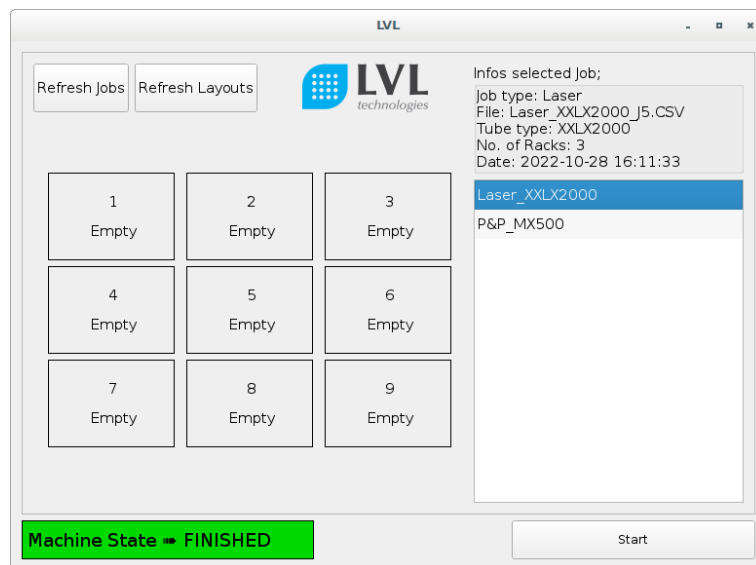 LVL
Refresh Jobs
Refresh Layouts
LVL
technologies
Infos selected Job;
Job type: Laser
File: Laser_XXLX2000_J5.CSV
Tube type: XXLX2000
No. of Racks: 3
Date: 2022-10-28 16:11:33
Laser_XXLX2000
P&P_MX500
1
Empty
2
Empty
3
Empty
4
Empty
5
Empty
6
Empty
7
Empty
8
Empty
9
Empty
Machine State ➠ FINISHED
Start